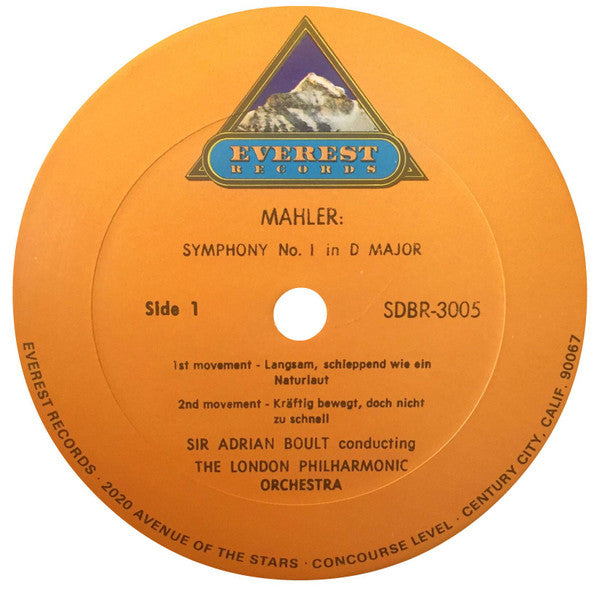 EVEREST
RECORDS
MAHLER:
SYMPHONY No. 1 in D MAJOR
Side 1
SDBR-3005
1st movement - Langsam, schieppend wie ein
Naturlaut
2nd movement - Kräftig bewegt, doch nicht
zu schnell
SIR ADRIAN BOULT conducting
THE LONDON PHILHARMONIC
ORCHESTRA
EVEREST RECORDS · 2020 AVENUE OF THE STARS · CONCOURSE LEVEL · CENTURY CITY, CALIF. 90067